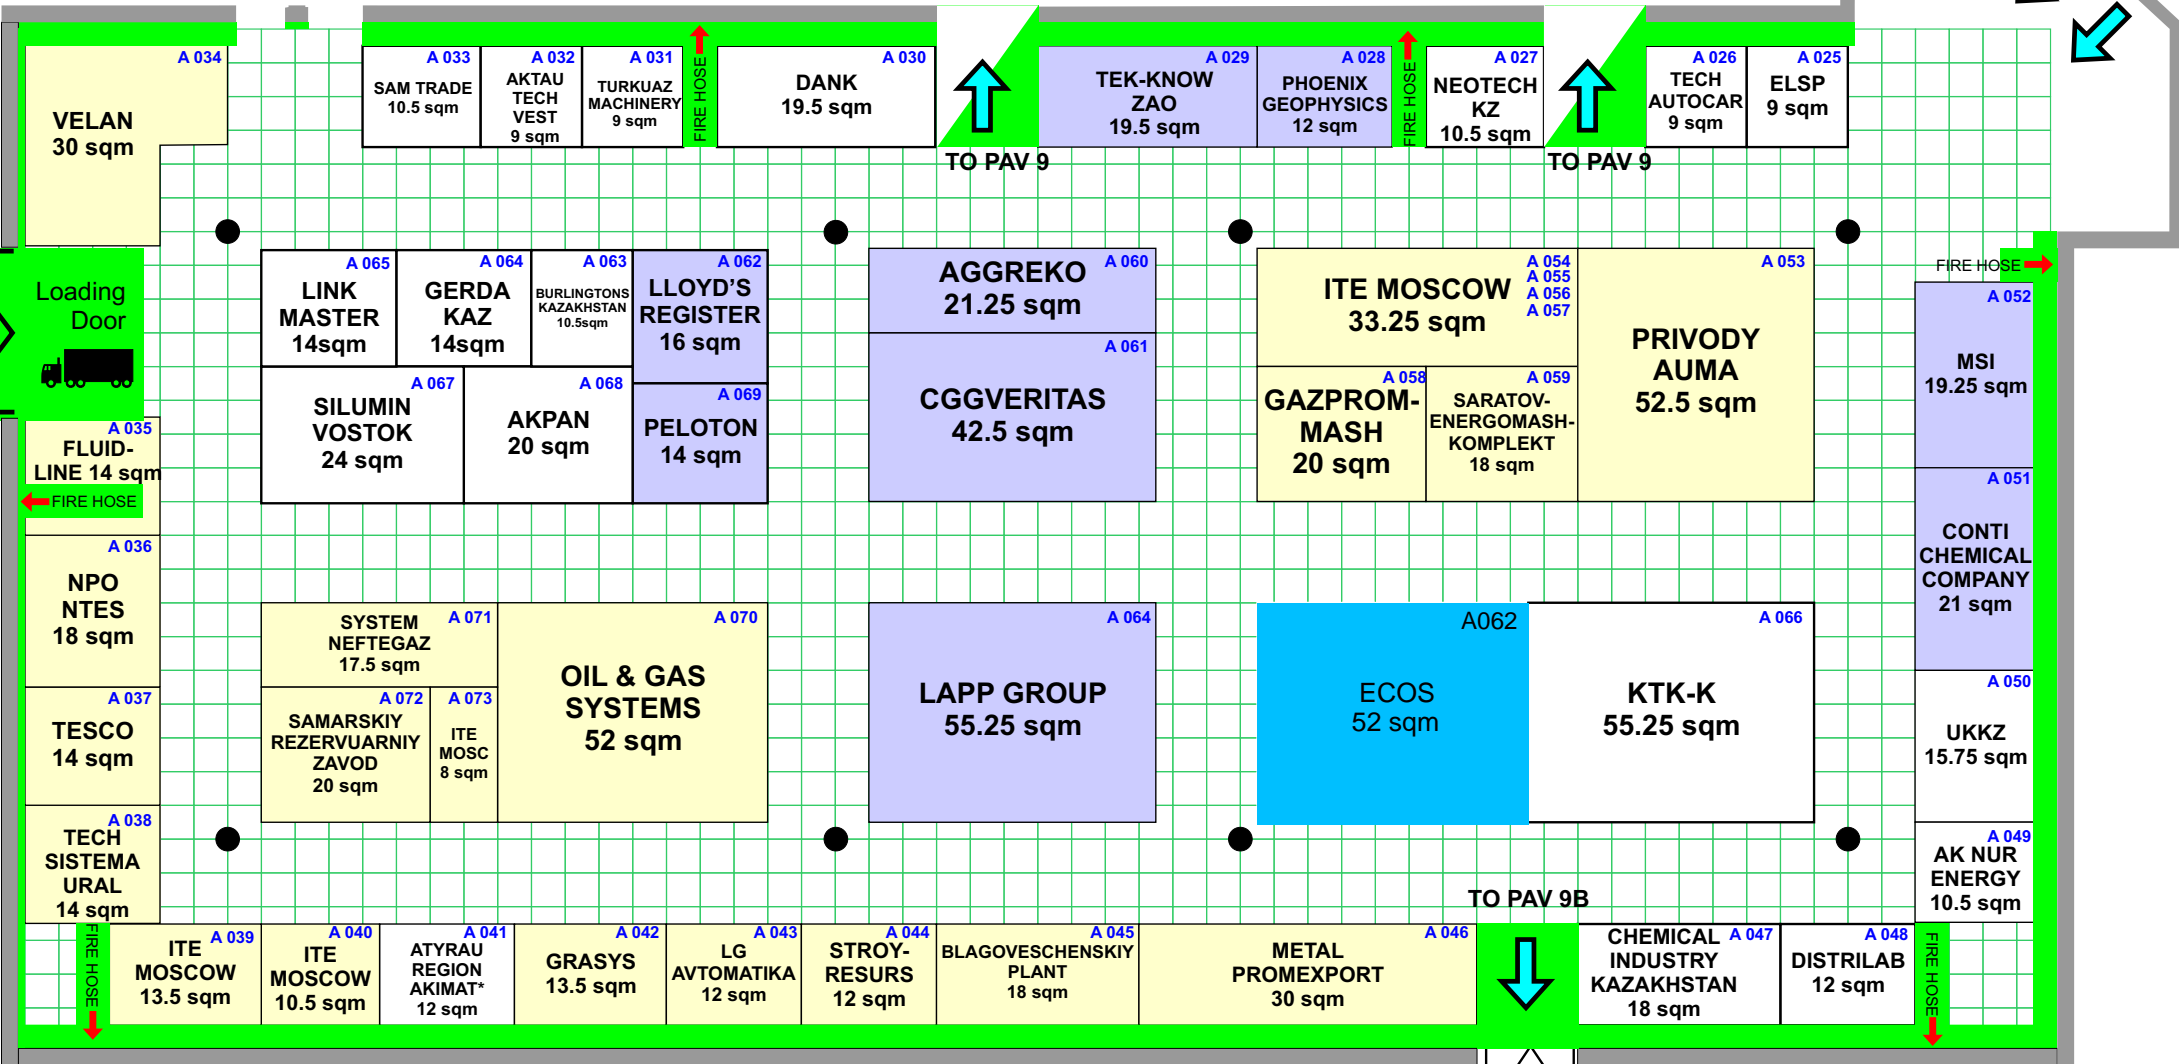 A 034
VELAN
30 sqm
A 033
SAM TRADE
10.5 sqm
A 032
AKTAU
TECH
VEST
9 sqm
A 031
TURKUAZ
MACHINERY
9 sqm
FIRE HOSE
A 030
DANK
19.5 sqm
TO PAV 9
A 029
TEK-KNOW
ZAO
19.5 sqm
A 028
PHOENIX
GEOPHYSICS
12 sqm
FIRE HOSE
A 027
NEOTECH
KZ
10.5 sqm
TO PAV 9
A 026
TECH
AUTOCAR
9 sqm
A 025
ELSP
9 sqm
Loading
Door
A 065
LINK
MASTER
14sqm
A 064
GERDA
KAZ
14sqm
A 063
BURLINGTONS
KAZAKHSTAN
10.5sqm
A 062
LLOYD'S
REGISTER
16 sqm
A 067
SILUMIN
VOSTOK
24 sqm
A 068
AKPAN
20 sqm
A 069
PELOTON
14 sqm
A 060
AGGREKO
21.25 sqm
A 061
CGGVERITAS
42.5 sqm
A 054
A 055
A 056
A 057
ITE MOSCOW
33.25 sqm
A 058
GAZPROM-
MASH
20 sqm
A 059
SARATOV-
ENERGOMASH-
KOMPLEKT
18 sqm
A 053
PRIVODY
AUMA
52.5 sqm
FIRE HOSE
A 052
MSI
19.25 sqm
A 051
CONTI
CHEMICAL
COMPANY
21 sqm
A 035
FLUID-
LINE 14 sqm
FIRE HOSE
A 036
NPO
NTES
18 sqm
A 037
TESCO
14 sqm
A 038
TECH
SISTEMA
URAL
14 sqm
A 071
SYSTEM
NEFTEGAZ
17.5 sqm
A 072
SAMARSKIY
REZERVUARNIY
ZAVOD
20 sqm
A 073
ITE
MOSC
8 sqm
A 070
OIL & GAS
SYSTEMS
52 sqm
A 064
LAPP GROUP
55.25 sqm
A062
ECOS
52 sqm
A 066
KTK-K
55.25 sqm
A 050
UKKZ
15.75 sqm
A 049
AK NUR
ENERGY
10.5 sqm
FIRE HOSE
A 039
ITE
MOSCOW
13.5 sqm
A 040
ITE
MOSCOW
10.5 sqm
A 041
ATYRAU
REGION
AKIMAT*
12 sqm
A 042
GRASYS
13.5 sqm
A 043
LG
AVTOMATIKA
12 sqm
A 044
STROY-
RESURS
12 sqm
A 045
BLAGOVESCHENSKIY
PLANT
18 sqm
A 046
METAL
PROMEXPORT
30 sqm
TO PAV 9B
A 047
CHEMICAL
INDUSTRY
KAZAKHSTAN
18 sqm
A 048
DISTRILAB
12 sqm
FIRE HOSE